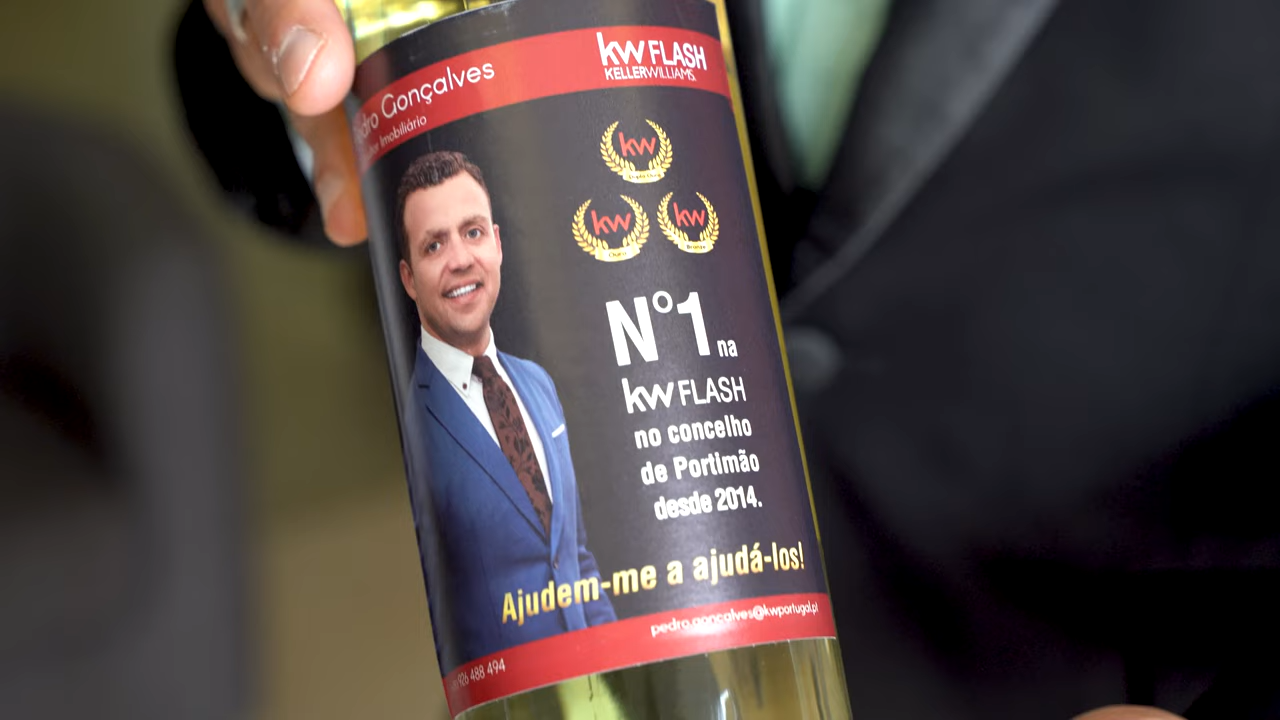 Gonçalves
Imobiliário
kw FLASH
KELLERWILLIAMS.
kw
kw
kw
Nº1 na
kw FLASH
no concelho
de Portimão
desde 2014.
Ajudem-me a ajudá-los!
pedro.goncalves@kwportugal.pt
926 488 494